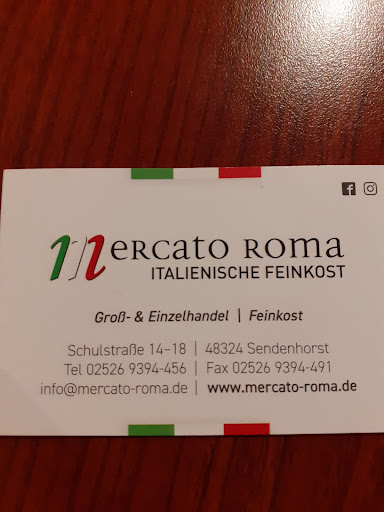 Mercato Roma
ITALIENISCHE FEINKOST
Groß- & Einzelhandel | Feinkost
Schulstraße 14-18 | 48324 Sendenhorst
Tel 02526 9394-456 | Fax 02526 9394-491
info@mercato-roma.de | www.mercato-roma.de